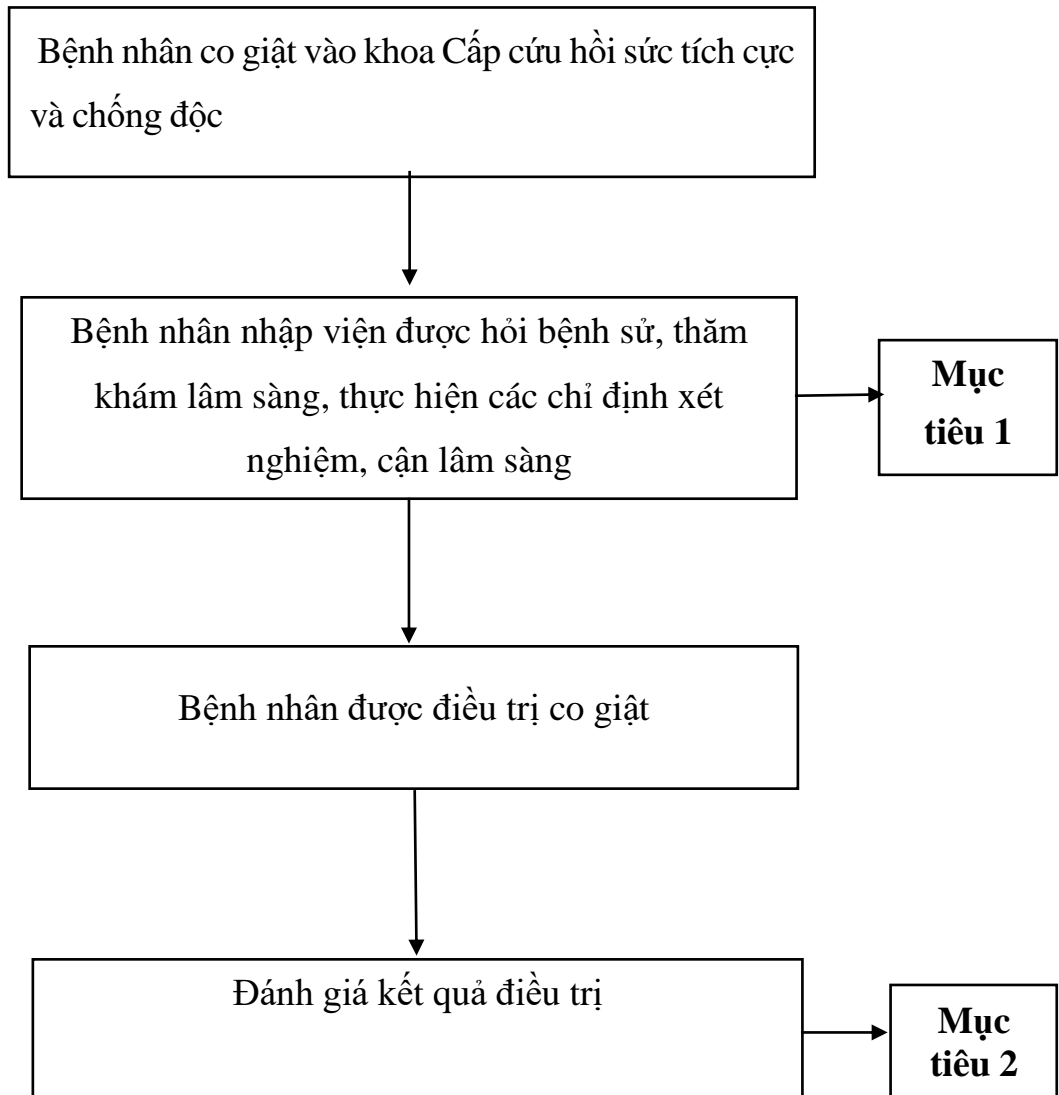 Bệnh nhân co giật vào khoa Cấp cứu hồi sức tích cực
và chống độc
Bệnh nhân nhập viện được hỏi bệnh sử, thăm
khám lâm sàng, thực hiện các chỉ định xét
nghiệm, cận lâm sàng
Mục
tiêu 1
Bệnh nhân được điều trị co giật
Đánh giá kết quả điều trị
Mục
tiêu 2